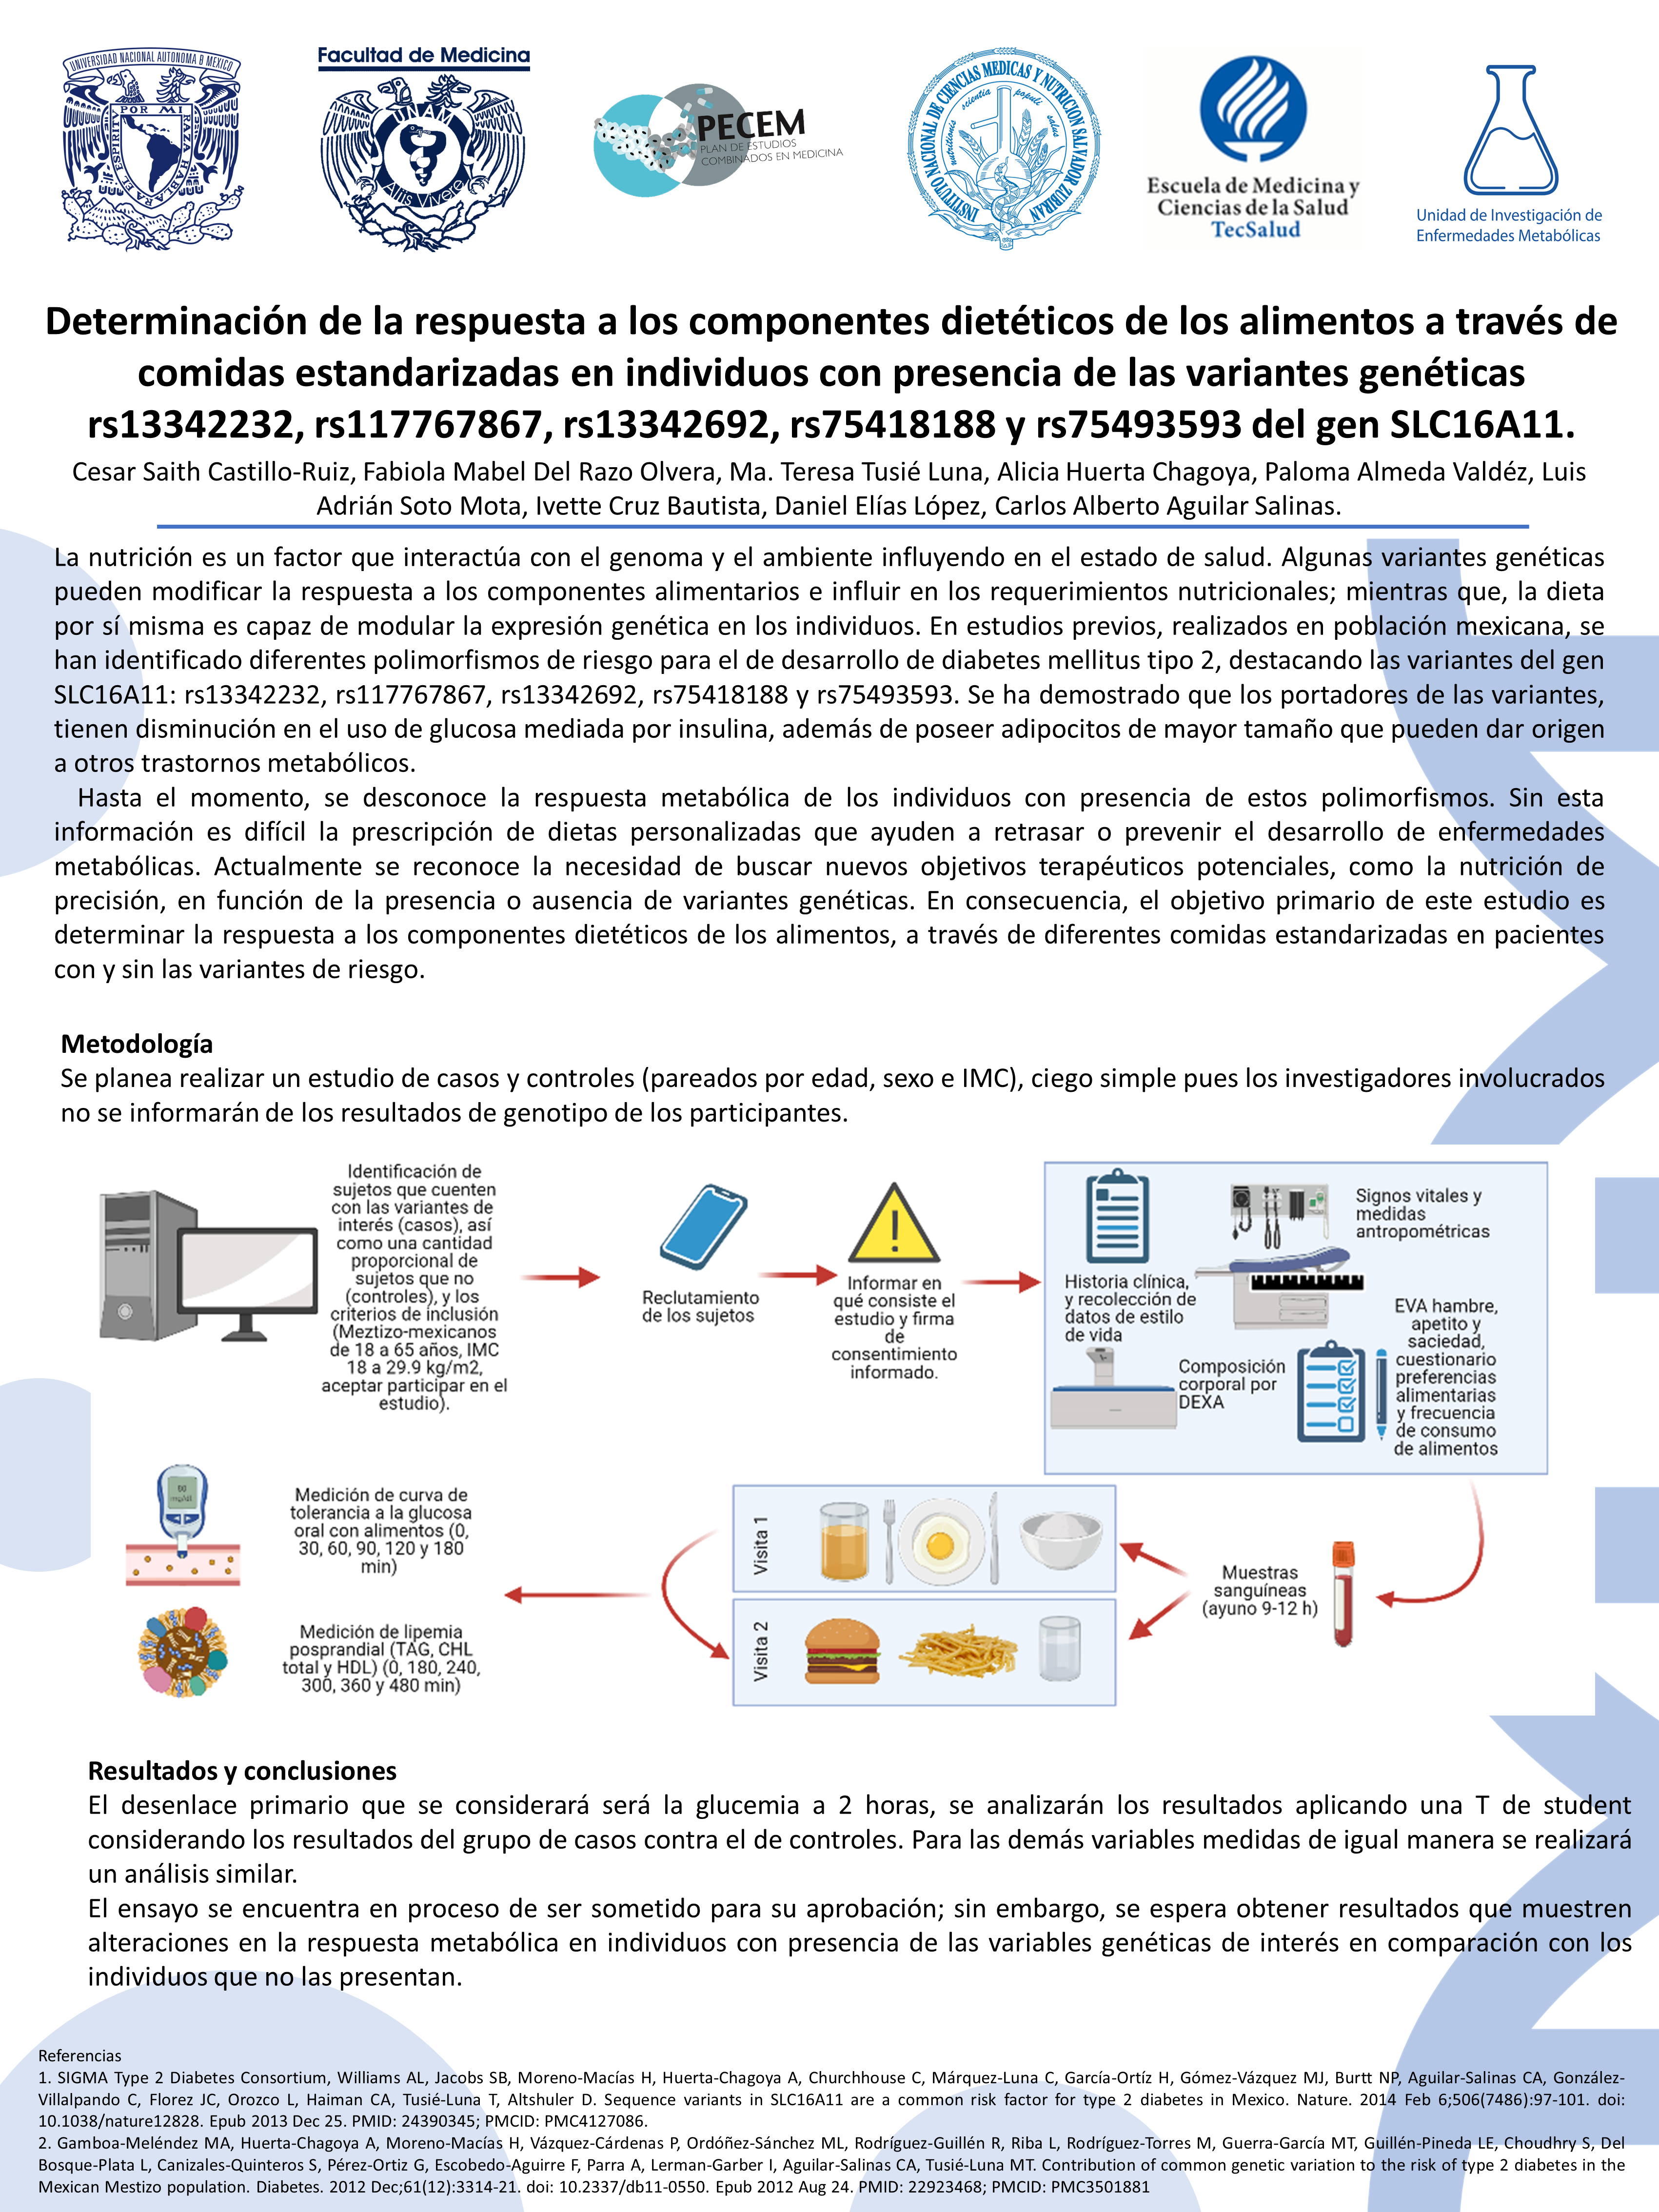 UNIVERSIDAD NACIONAL AUTONOMA D MEXICO
POR MI
RAZA HABLARA EL ESPIRITU
Facultad de Medicina
UNAM
Aliis Vivere
PECEM
PLAN DE ESTUDIOS
COMBINADOS EN MEDICINA
INSTITUTO NACIONAL DE CIENCIAS MEDICAS Y NUTRICION SALVADOR ZUBIRAN
nutritionis scientia populi salus
Escuela de Medicina y
Ciencias de la Salud
TecSalud
Unidad de Investigación de
Enfermedades Metabólicas
Determinación de la respuesta a los componentes dietéticos de los alimentos a través de
comidas estandarizadas en individuos con presencia de las variantes genéticas
rs13342232, rs117767867, rs13342692, rs75418188 y rs75493593 del gen SLC16A11.
Cesar Saith Castillo-Ruiz, Fabiola Mabel Del Razo Olvera, Ma. Teresa Tusié Luna, Alicia Huerta Chagoya, Paloma Almeda Valdéz, Luis
Adrián Soto Mota, Ivette Cruz Bautista, Daniel Elías López, Carlos Alberto Aguilar Salinas.
La nutrición es un factor que interactúa con el genoma y el ambiente influyendo en el estado de salud. Algunas variantes genéticas
pueden modificar la respuesta a los componentes alimentarios e influir en los requerimientos nutricionales; mientras que, la dieta
por sí misma es capaz de modular la expresión genética en los individuos. En estudios previos, realizados en población mexicana, se
han identificado diferentes polimorfismos de riesgo para el de desarrollo de diabetes mellitus tipo 2, destacando las variantes del gen
SLC16A11: rs13342232, rs117767867, rs13342692, rs75418188 y rs75493593. Se ha demostrado que los portadores de las variantes,
tienen disminución en el uso de glucosa mediada por insulina, además de poseer adipocitos de mayor tamaño que pueden dar origen
a otros trastornos metabólicos.
Hasta el momento, se desconoce la respuesta metabólica de los individuos con presencia de estos polimorfismos. Sin esta
información es difícil la prescripción de dietas personalizadas que ayuden a retrasar o prevenir el desarrollo de enfermedades
metabólicas. Actualmente se reconoce la necesidad de buscar nuevos objetivos terapéuticos potenciales, como la nutrición de
precisión, en función de la presencia o ausencia de variantes genéticas. En consecuencia, el objetivo primario de este estudio es
determinar la respuesta a los componentes dietéticos de los alimentos, a través de diferentes comidas estandarizadas en pacientes
con y sin las variantes de riesgo.
Metodología
Se planea realizar un estudio de casos y controles (pareados por edad, sexo e IMC), ciego simple pues los investigadores involucrados
no se informarán de los resultados de genotipo de los participantes.
Identificación de
sujetos que cuenten
con las variantes de
interés (casos), así
como una cantidad
proporcional de
sujetos que no
(controles), y los
criterios de inclusión
(Meztizo-mexicanos
de 18 a 65 años, IMC
18 a 29.9 kg/m2,
aceptar participar en el
estudio).
Reclutamiento
de los sujetos
Informar en
qué consiste el
estudio y firma
de
consentimiento
informado.
Historia clínica,
y recolección de
datos de estilo
de vida
Signos vitales y
medidas
antropométricas
Composición
corporal por
DEXA
EVA hambre,
apetito y
saciedad,
cuestionario
preferencias
alimentarias
y frecuencia
de consumo
de alimentos
Muestras
sanguíneas
(ayuno 9-12 h)
Visita 1
Visita 2
mg/dl
Medición de curva de
tolerancia a la glucosa
oral con alimentos (0,
30, 60, 90, 120 y 180
min)
Medición de lipemia
posprandial (TAG, CHL
total y HDL) (0, 180, 240,
300, 360 y 480 min)
Resultados y conclusiones
El desenlace primario que se considerará será la glucemia a 2 horas, se analizarán los resultados aplicando una T de student
considerando los resultados del grupo de casos contra el de controles. Para las demás variables medidas de igual manera se realizará
un análisis similar.
El ensayo se encuentra en proceso de ser sometido para su aprobación; sin embargo, se espera obtener resultados que muestren
alteraciones en la respuesta metabólica en individuos con presencia de las variables genéticas de interés en comparación con los
individuos que no las presentan.
Referencias
1. SIGMA Type 2 Diabetes Consortium, Williams AL, Jacobs SB, Moreno-Macías H, Huerta-Chagoya A, Churchhouse C, Márquez-Luna C, García-Ortíz H, Gómez-Vázquez MJ, Burtt NP, Aguilar-Salinas CA, González-
Villalpando C, Florez JC, Orozco L, Haiman CA, Tusié-Luna T, Altshuler D. Sequence variants in SLC16A11 are a common risk factor for type 2 diabetes in Mexico. Nature. 2014 Feb 6;506(7486):97-101. doi:
10.1038/nature12828. Epub 2013 Dec 25. PMID: 24390345; PMCID: PMC4127086.
2. Gamboa-Meléndez MA, Huerta-Chagoya A, Moreno-Macías H, Vázquez-Cárdenas P, Ordóñez-Sánchez ML, Rodríguez-Guillén R, Riba L, Rodríguez-Torres M, Guerra-García MT, Guillén-Pineda LE, Choudhry S, Del
Bosque-Plata L, Canizales-Quinteros S, Pérez-Ortiz G, Escobedo-Aguirre F, Parra A, Lerman-Garber I, Aguilar-Salinas CA, Tusié-Luna MT. Contribution of common genetic variation to the risk of type 2 diabetes in the
Mexican Mestizo population. Diabetes. 2012 Dec;61(12):3314-21. doi: 10.2337/db11-0550. Epub 2012 Aug 24. PMID: 22923468; PMCID: PMC3501881